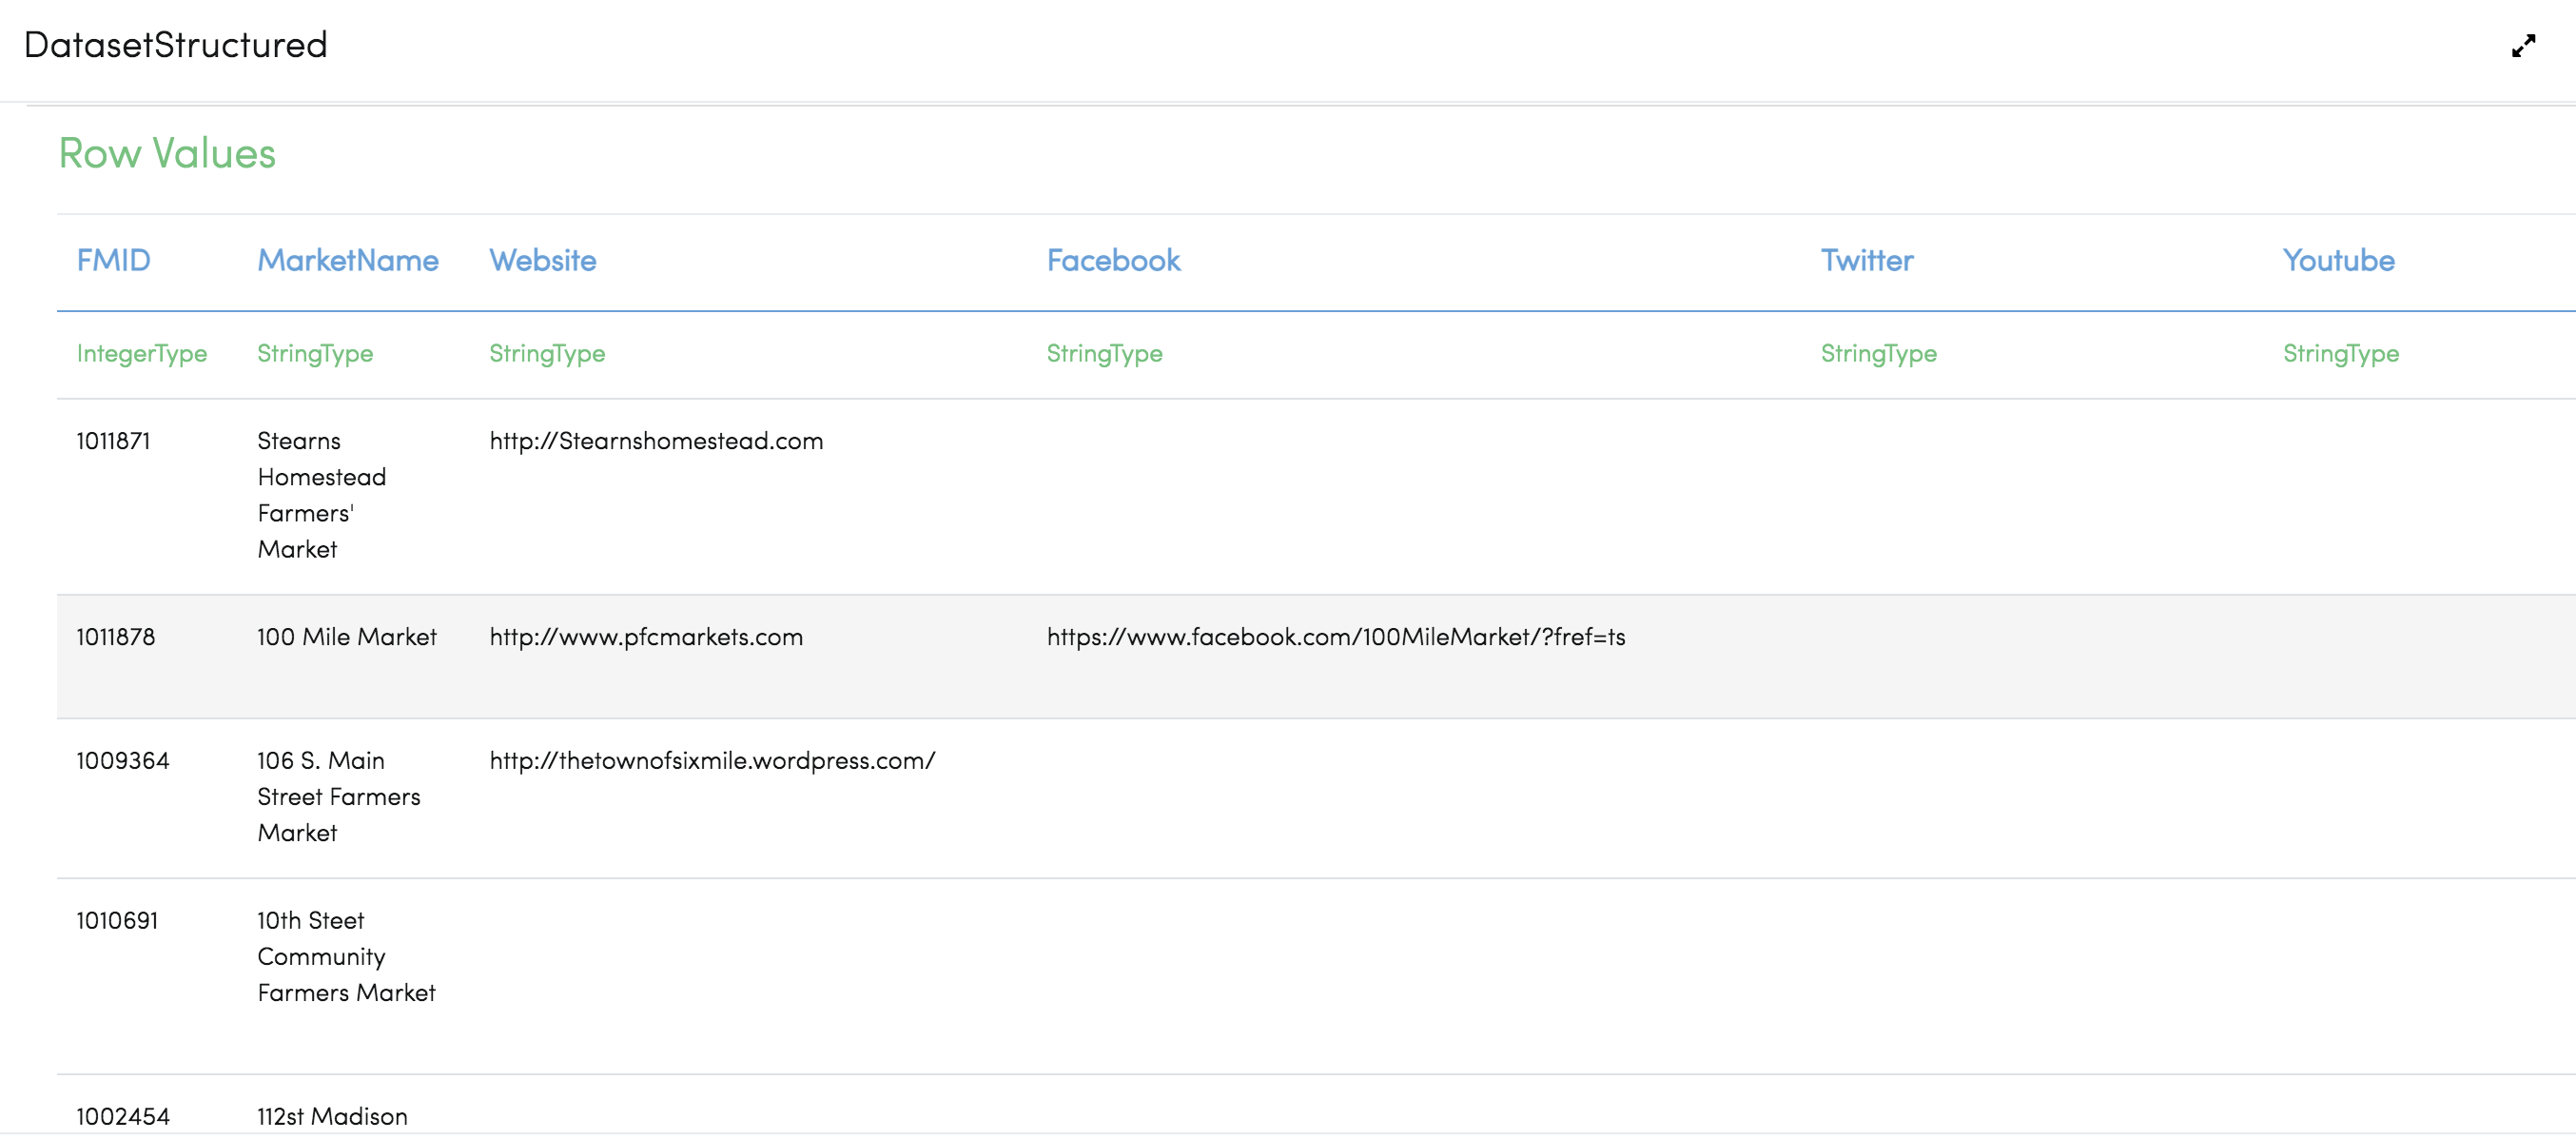 DatasetStructured
Row Values
FMID MarketName Website Facebook Twitter Youtube
IntegerType StringType StringType StringType StringType StringType
1011871 Stearns http://Stearnshomestead.com
Homestead
Farmers'
Market
1011878 100 Mile Market http://www.pfcmarkets.com https://www.facebook.com/100MileMarket/?fref=ts
1009364 106 S. Main http://thetownofsixmile.wordpress.com/
Street Farmers
Market
1010691 10th Steet
Community
Farmers Market
1002454 112st Madison